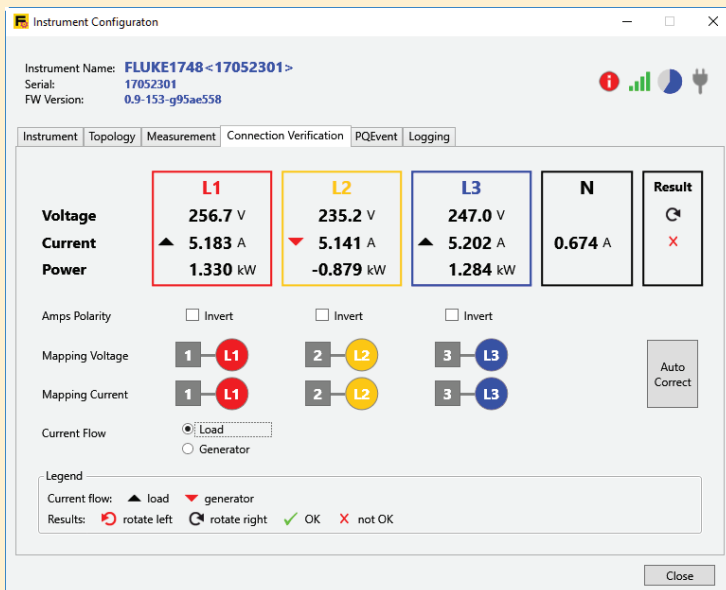 Instrument Configuraton
Instrument Name: FLUKE1748<17052301>
Serial: 17052301
FW Version: 0.9-153-g95ae558
Instrument Topology Measurement Connection Verification PQEvent Logging
L1 L2 L3 N Result
Voltage 256.7 V 235.2 V 247.0 V
Current 5.183 A 5.141 A 5.202 A 0.674 A
Power 1.330 kW -0.879 kW 1.284 kW
Amps Polarity Invert Invert Invert
Mapping Voltage 1 L1 2 L2 3 L3
Mapping Current 1 L1 2 L2 3 L3
Auto
Correct
Current Flow Load
Generator
Legend
Current flow: load generator
Results: rotate left rotate right OK not OK
Close